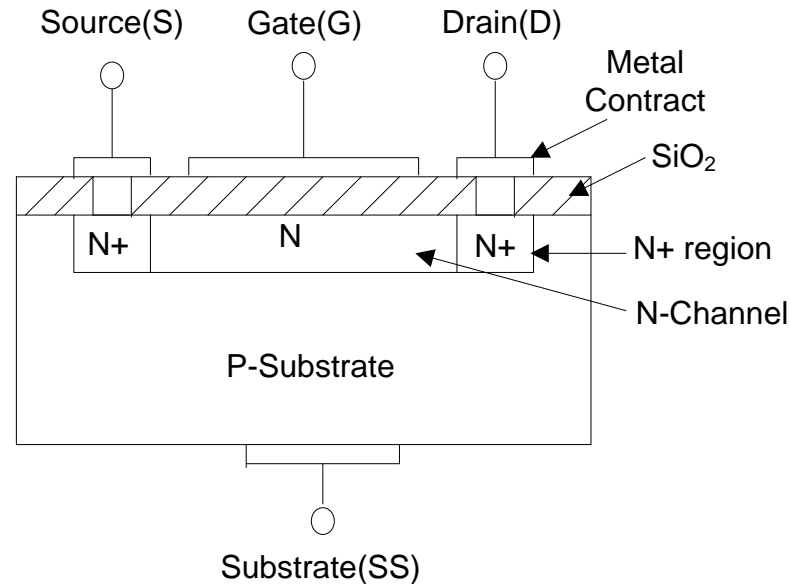 Source(S)
Gate(G)
Drain(D)
Metal
Contract
SiO₂
N+
N
N+
N+ region
N-Channel
P-Substrate
Substrate(SS)